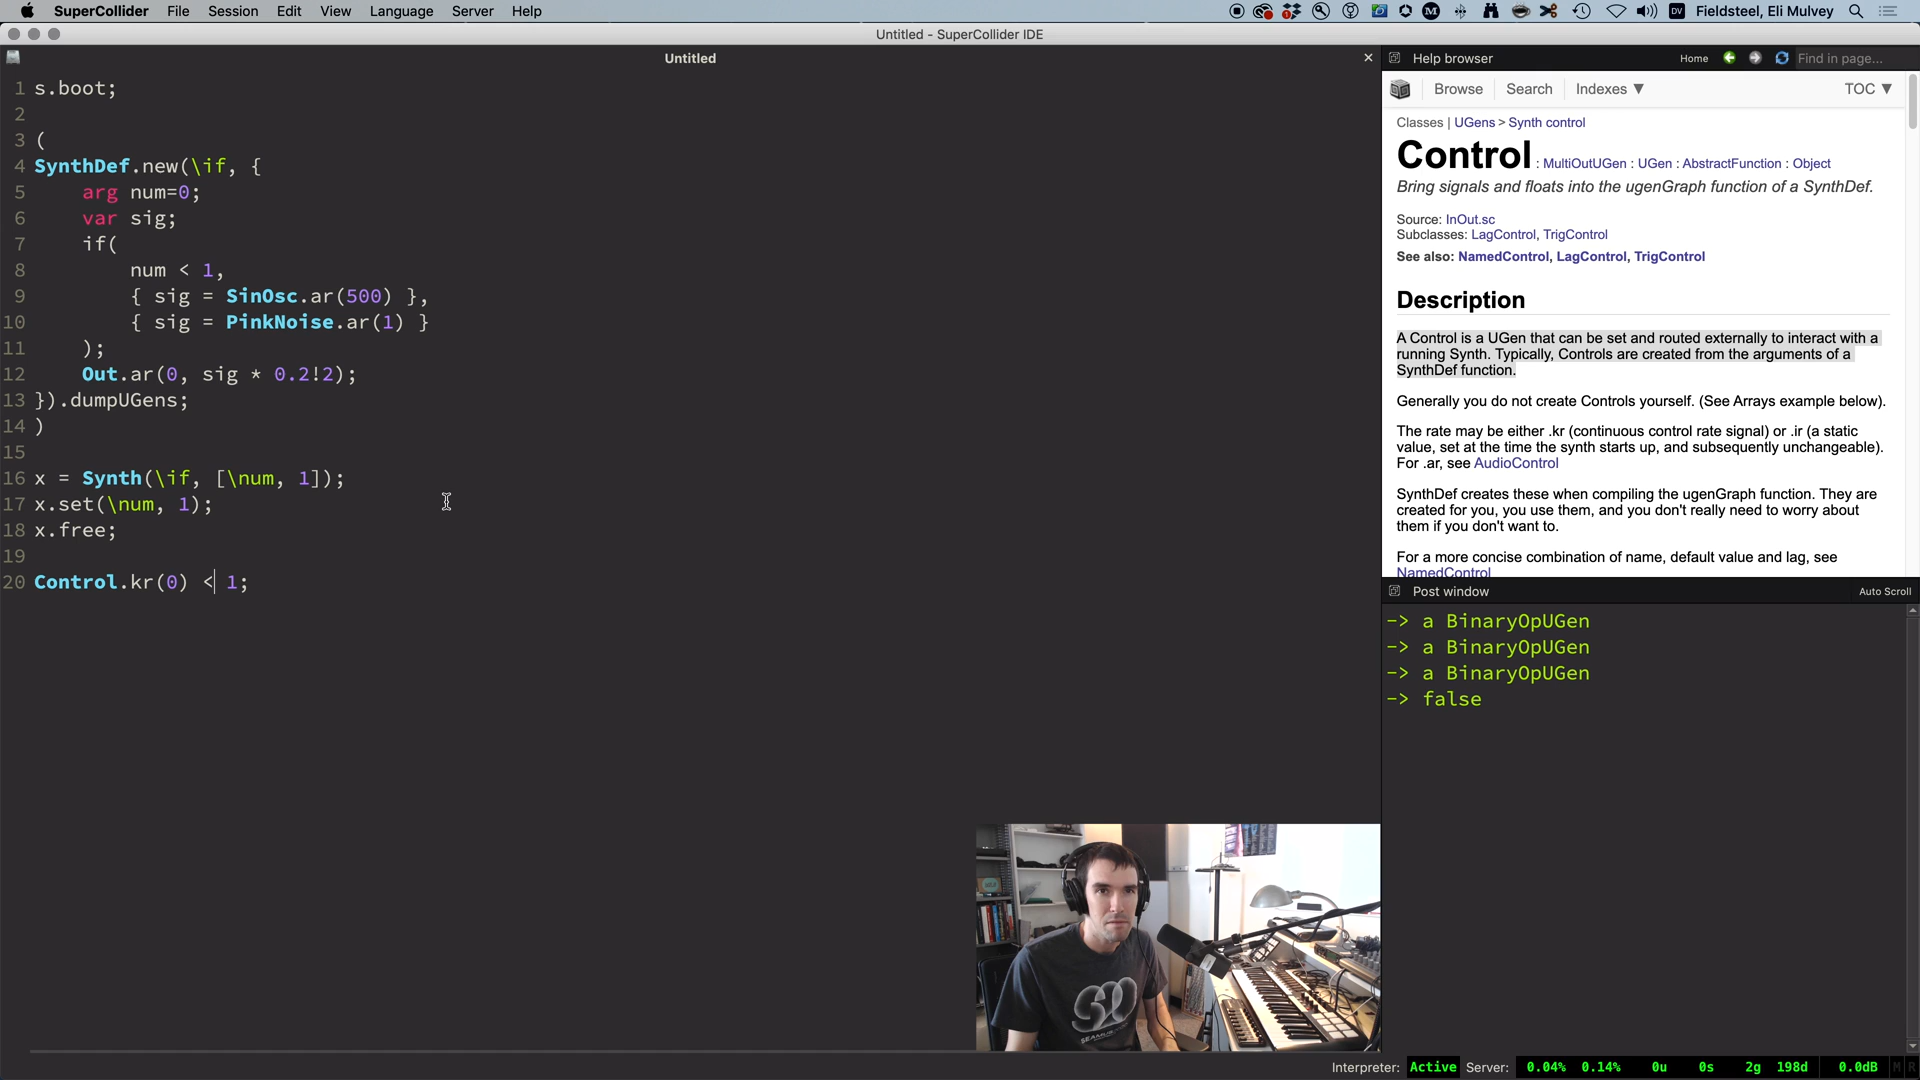 SuperCollider File Session Edit View Language Server Help
Fieldsteel, Eli Mulvey
Untitled - SuperCollider IDE
Untitled
1 s.boot;
2
3 (
4 SynthDef.new(\if, {
5 arg num=0;
6 var sig;
7 if(
8 num < 1,
9 { sig = SinOsc.ar(500) },
10 { sig = PinkNoise.ar(1) }
11 );
12 Out.ar(0, sig * 0.2!2);
13 }).dumpUGens;
14 )
15
16 x = Synth(\if, [\num, 1]);
17 x.set(\num, 1);
18 x.free;
19
20 Control.kr(0) < 1;
Help browser Home Find in page...
Browse Search Indexes ▼ TOC ▼
Classes | UGens > Synth control
Control : MultiOutUGen : UGen : AbstractFunction : Object
Bring signals and floats into the ugenGraph function of a SynthDef.
Source: InOut.sc
Subclasses: LagControl, TrigControl
See also: NamedControl, LagControl, TrigControl
Description
A Control is a UGen that can be set and routed externally to interact with a
running Synth. Typically, Controls are created from the arguments of a
SynthDef function.
Generally you do not create Controls yourself. (See Arrays example below).
The rate may be either .kr (continuous control rate signal) or .ir (a static
value, set at the time the synth starts up, and subsequently unchangeable).
For .ar, see AudioControl
SynthDef creates these when compiling the ugenGraph function. They are
created for you, you use them, and you don't really need to worry about
them if you don't want to.
For a more concise combination of name, default value and lag, see
NamedControl
Post window Auto Scroll
-> a BinaryOpUGen
-> a BinaryOpUGen
-> a BinaryOpUGen
-> false
Interpreter: Active Server: 0.04% 0.14% 0u 0s 2g 198d 0.0dB M R